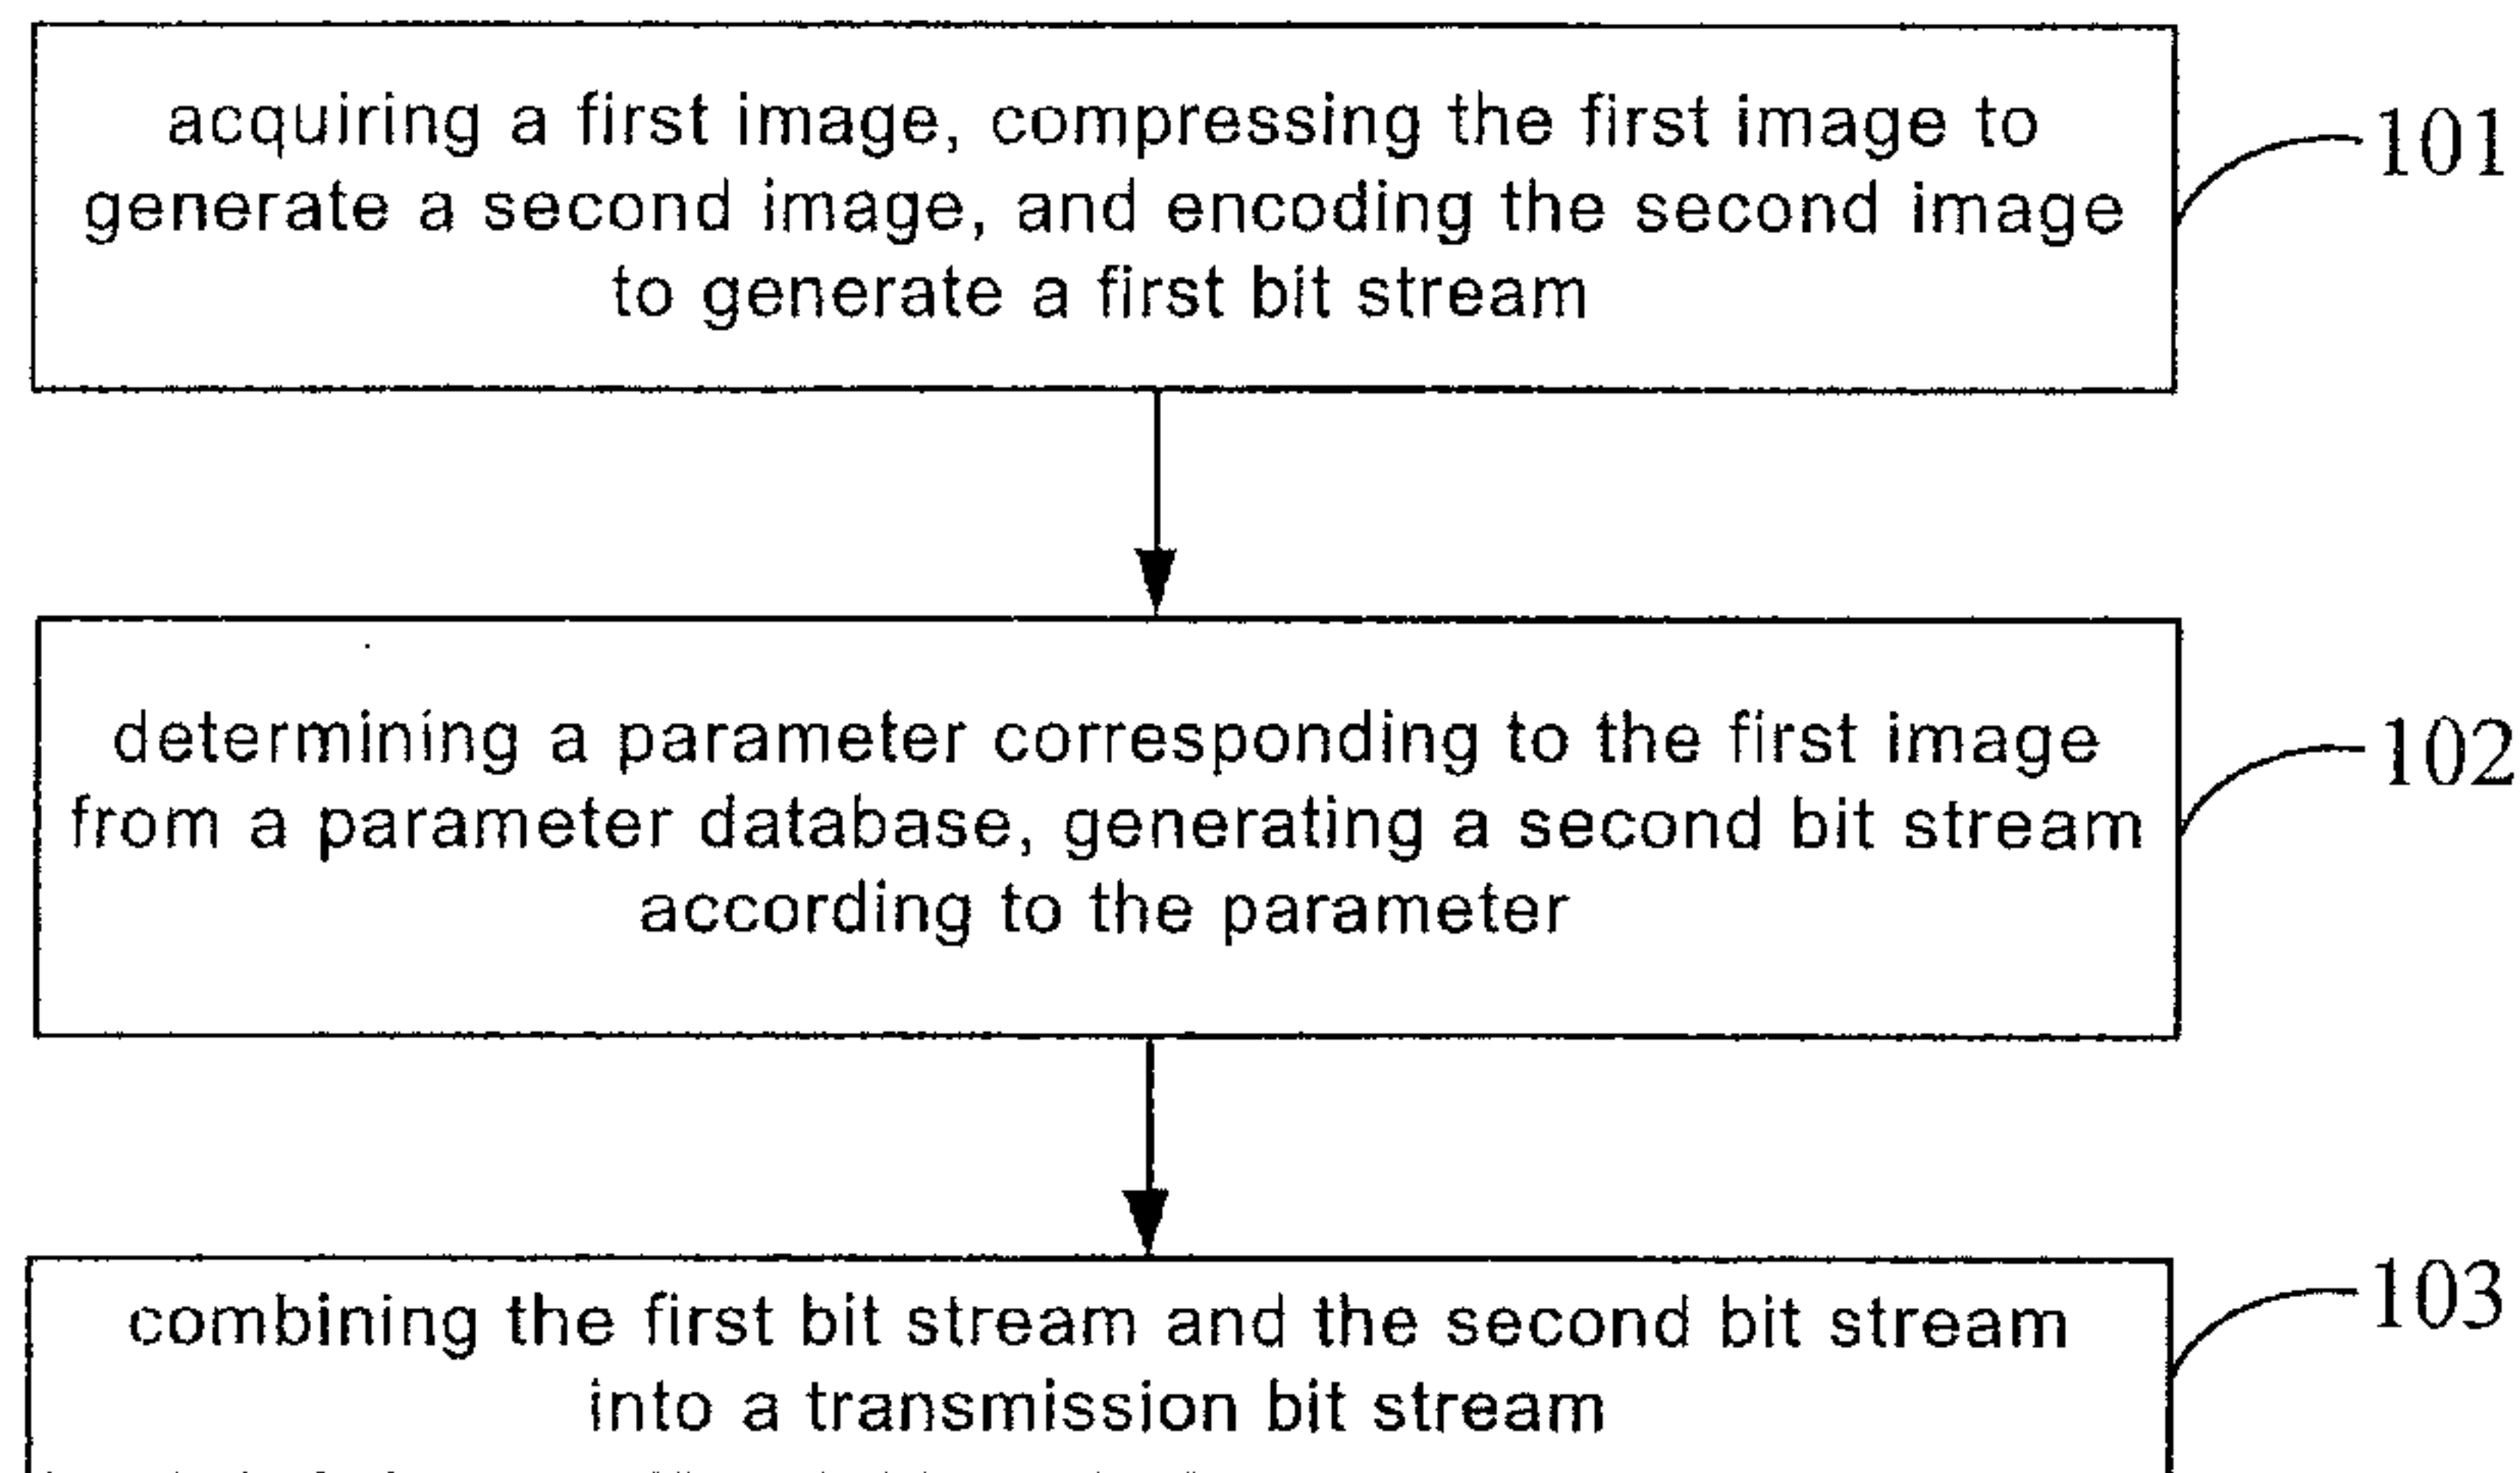 acquiring a first image, compressing the first image to
generate a second image, and encoding the second image
to generate a first bit stream
101
determining a parameter corresponding to the first image
from a parameter database, generating a second bit stream
according to the parameter
102
combining the first bit stream and the second bit stream
into a transmission bit stream
103